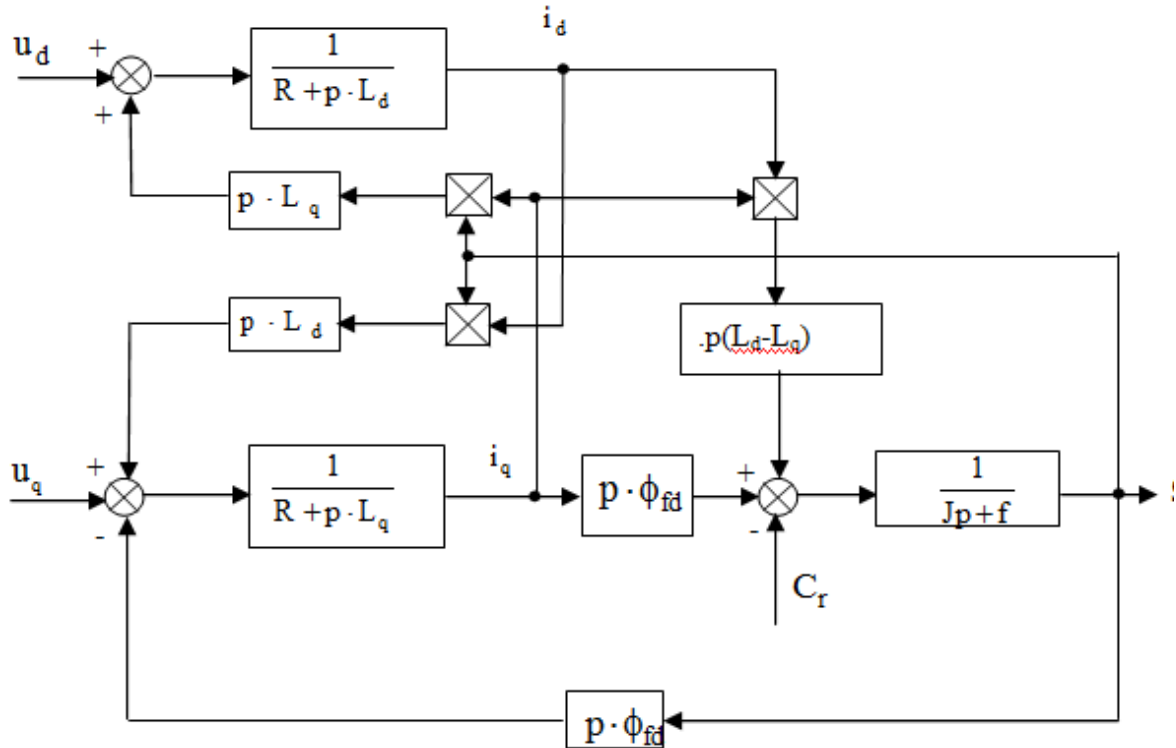 i_d
u_d + 1 / (R + p · L_d)
+
p · L_q
p · L_d
.p(L_d-L_q)
u_q + 1 / (R + p · L_q) i_q p · ϕ_fd + 1 / (Jp + f)
- -
C_r
p · ϕ_fd